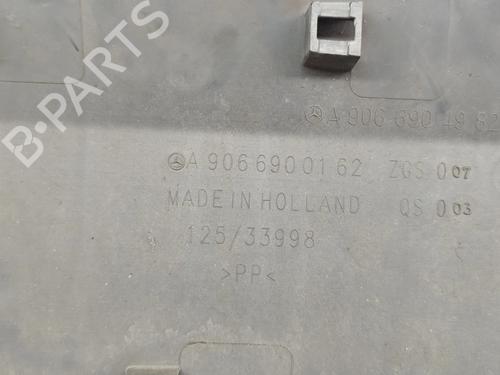 A 906 690 49 82
A 906 690 01 62 ZGS 007
MADE IN HOLLAND QS 003
125/33998
>PP<
B-PARTS